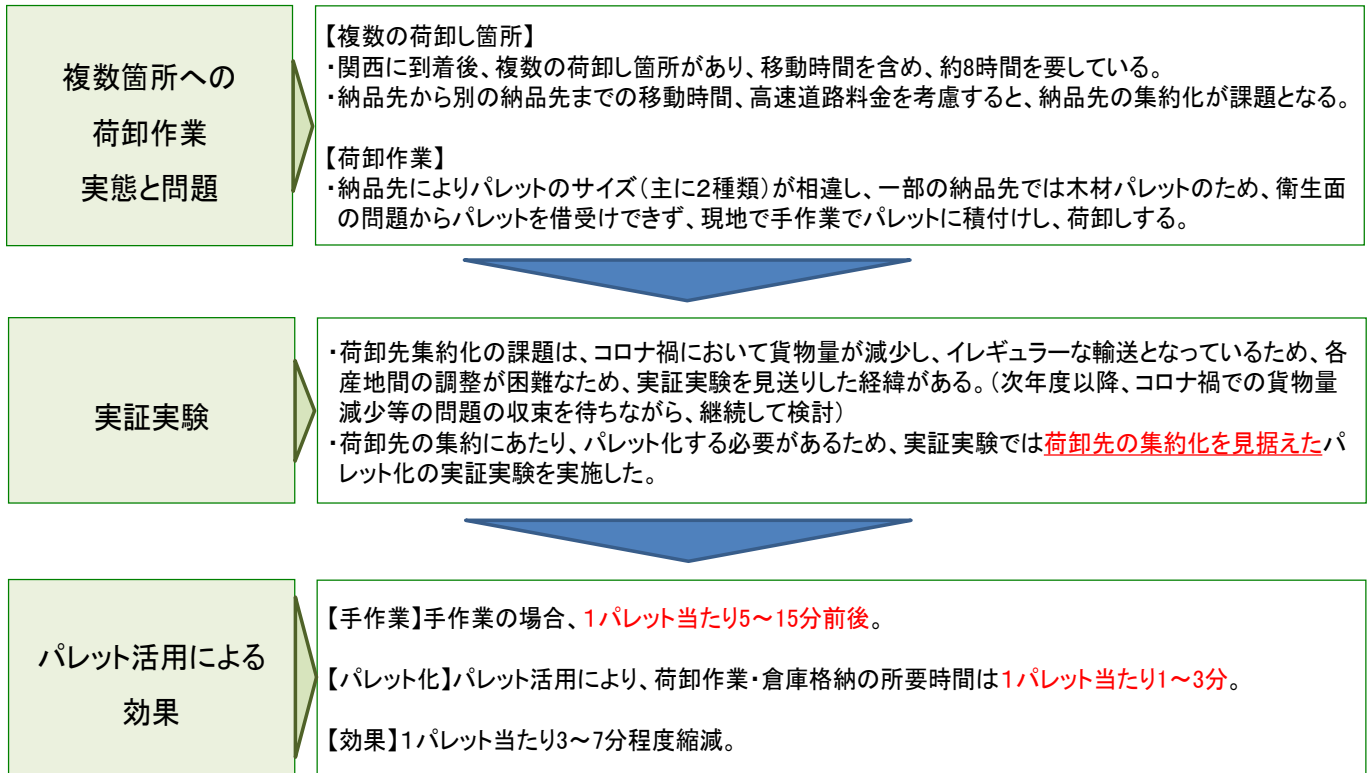 複数箇所への
荷卸作業
実態と問題
【複数の荷卸し箇所】
・関西に到着後、複数の荷卸し箇所があり、移動時間を含め、約8時間を要している。
・納品先から別の納品先までの移動時間、高速道路料金を考慮すると、納品先の集約化が課題となる。
【荷卸作業】
・納品先によりパレットのサイズ(主に2種類)が相違し、一部の納品先では木材パレットのため、衛生面
の問題からパレットを借受けできず、現地で手作業でパレットに積付けし、荷卸しする。
実証実験
・荷卸先集約化の課題は、コロナ禍において貨物量が減少し、イレギュラーな輸送となっているため、各
産地間の調整が困難なため、実証実験を見送りした経緯がある。(次年度以降、コロナ禍での貨物量
減少等の問題の収束を待ちながら、継続して検討)
・荷卸先の集約にあたり、パレット化する必要があるため、実証実験では荷卸先の集約化を見据えたパ
レット化の実証実験を実施した。
パレット活用による
効果
【手作業】手作業の場合、1パレット当たり5～15分前後。
【パレット化】パレット活用により、荷卸作業・倉庫格納の所要時間は1パレット当たり1～3分。
【効果】1パレット当たり3～7分程度縮減。